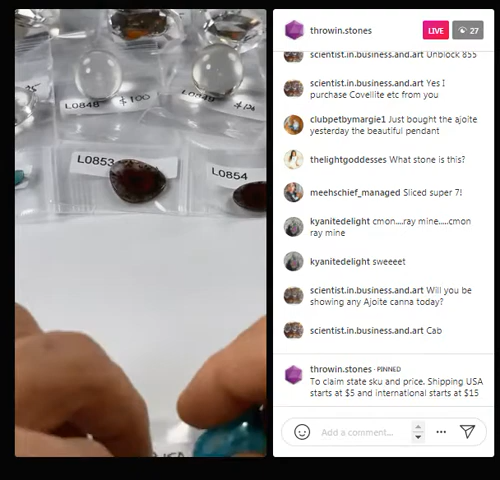 throwin.stones
LIVE
27
scientist.in.business.and.art Unblock 855
scientist.in.business.and.art Yes I
purchase Covellite etc from you
clubpetbymargie1 Just bought the ajoite
yesterday the beautiful pendant
thelightgoddesses What stone is this?
meehschief_managed Sliced super 7!
kyanitedelight cmon....ray mine.....cmon
ray mine
kyanitedelight sweeeet
scientist.in.business.and.art Will you be
showing any Ajoite canna today?
scientist.in.business.and.art Cab
throwin.stones · PINNED
To claim state sku and price. Shipping USA
starts at $5 and international starts at $15
Add a comment...
L0848 $100
L0853
L0854